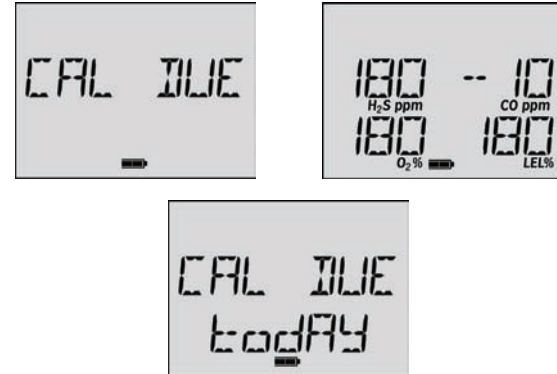 CAL DUE
180 -- 10
H₂S ppm CO ppm
180 180
O₂% LEL%
CAL DUE
todAY